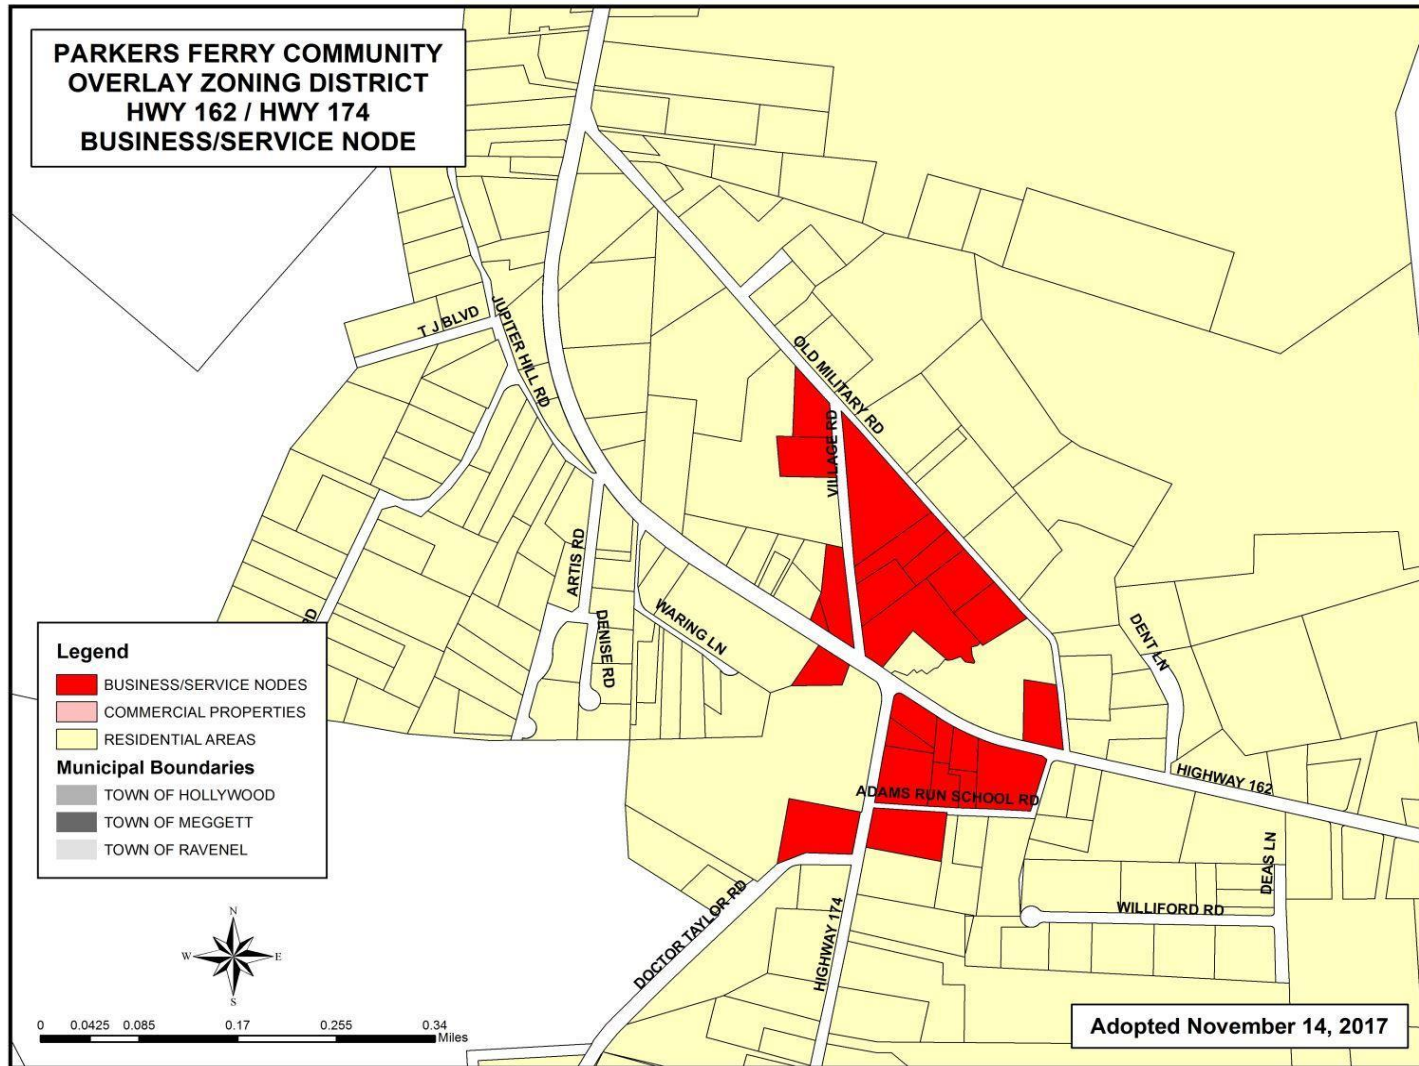 PARKERS FERRY COMMUNITY
OVERLAY ZONING DISTRICT
HWY 162 / HWY 174
BUSINESS/SERVICE NODE
T J BLVD
JUPITER HILL RD
OLD MILITARY RD
VILLAGE RD
ARTIS RD
DENISE RD
WARING LN
DENT LN
RD
HIGHWAY 162
ADAMS RUN SCHOOL RD
DEAS LN
WILLIFORD RD
DOCTOR TAYLOR RD
HIGHWAY 174
Legend
BUSINESS/SERVICE NODES
COMMERCIAL PROPERTIES
RESIDENTIAL AREAS
Municipal Boundaries
TOWN OF HOLLYWOOD
TOWN OF MEGGETT
TOWN OF RAVENEL
N
W E
S
0 0.0425 0.085 0.17 0.255 0.34
Miles
Adopted November 14, 2017